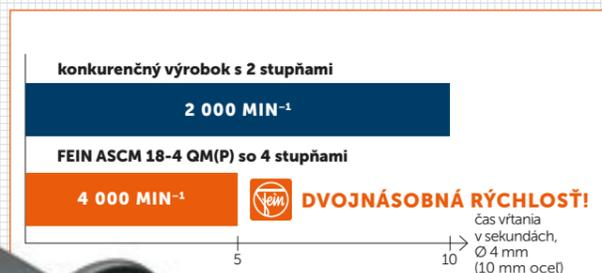 konkurenčný výrobok s 2 stupňami
2 000 MIN⁻¹
FEIN ASCM 18-4 QM(P) so 4 stupňami
4 000 MIN⁻¹
Fein
DVOJNÁSOBNÁ RÝCHLOSŤ!
5
10
čas vŕtania
v sekundách,
Ø 4 mm
(10 mm oceľ)